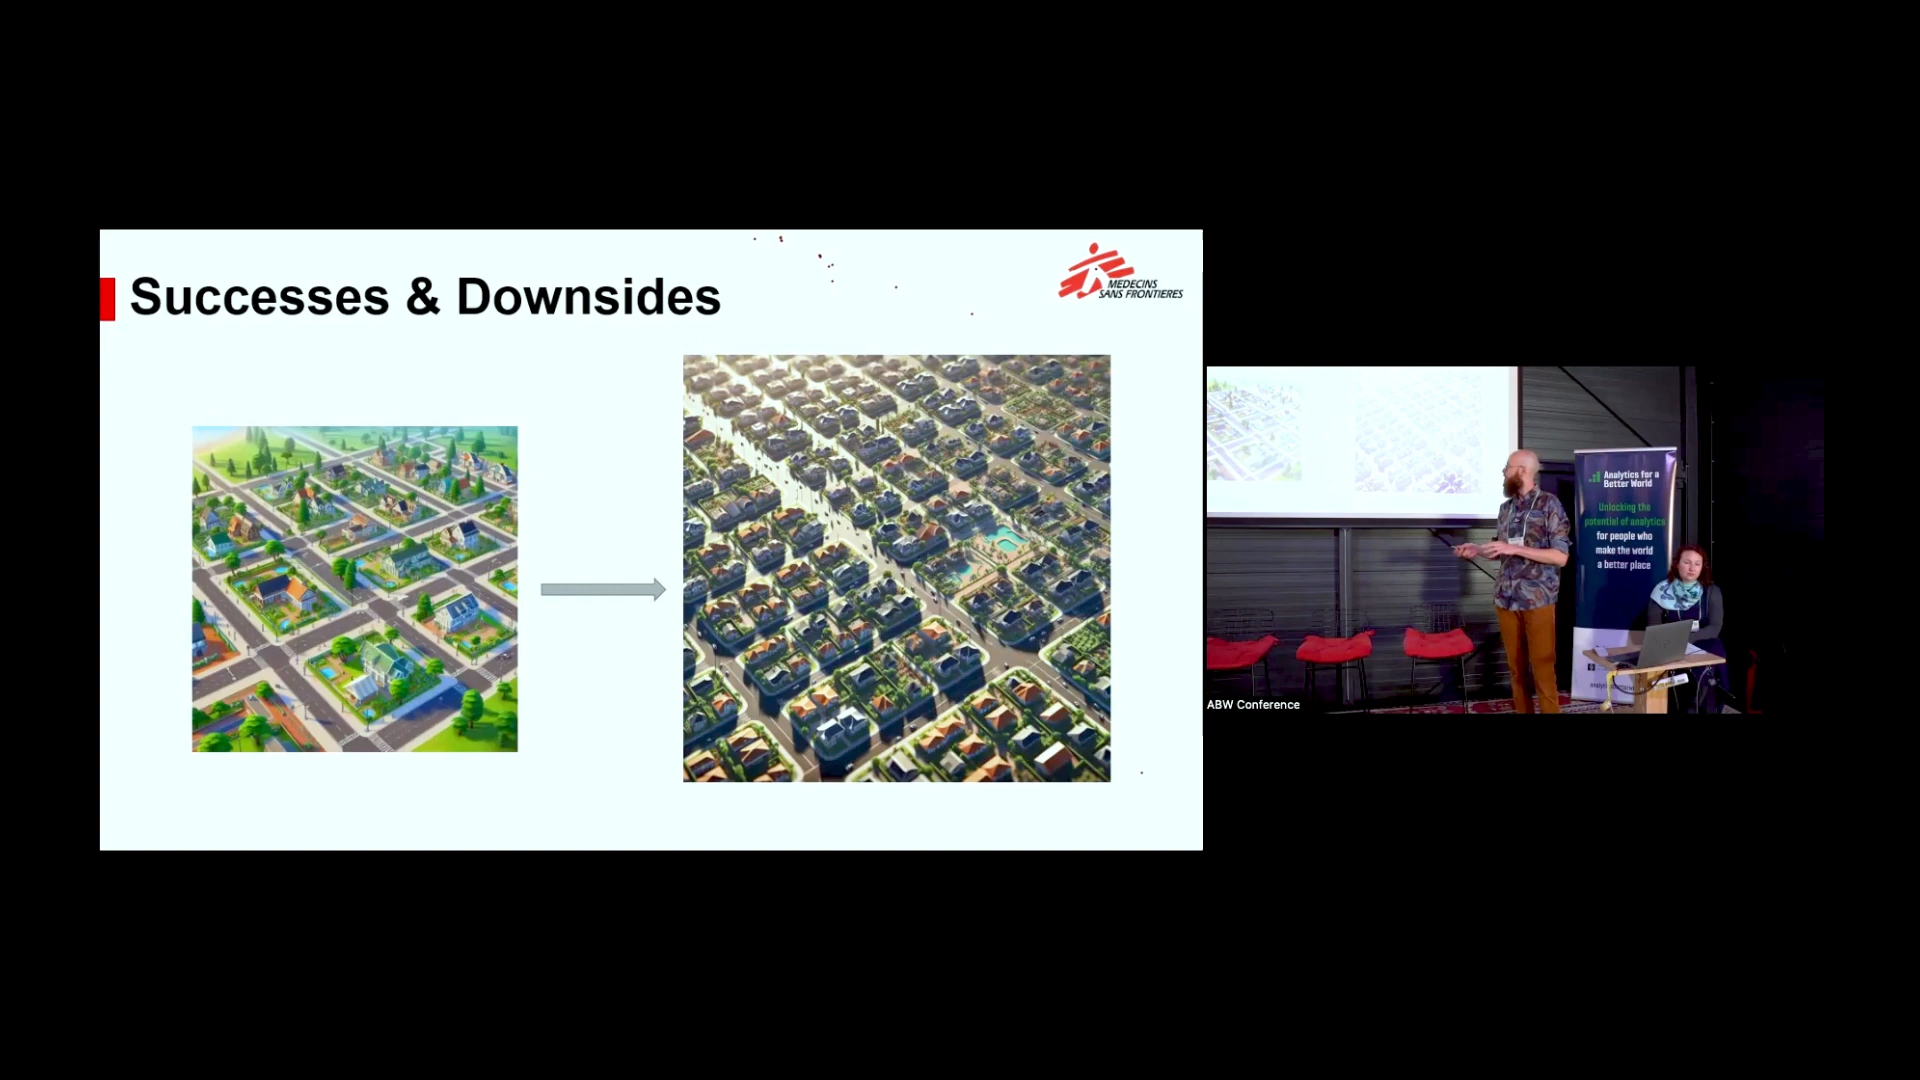 Successes & Downsides
MEDECINS
SANS FRONTIERES
Analytics for a
Better World
Unlocking the
potential of analytics
for people who
make the world
a better place
ABW Conference